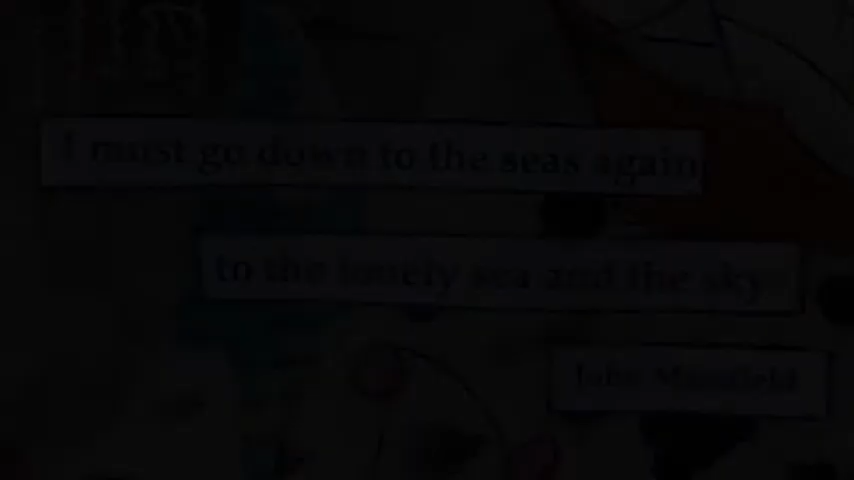 I must go down to the seas again
to the lonely sea and the sky
John Masefield